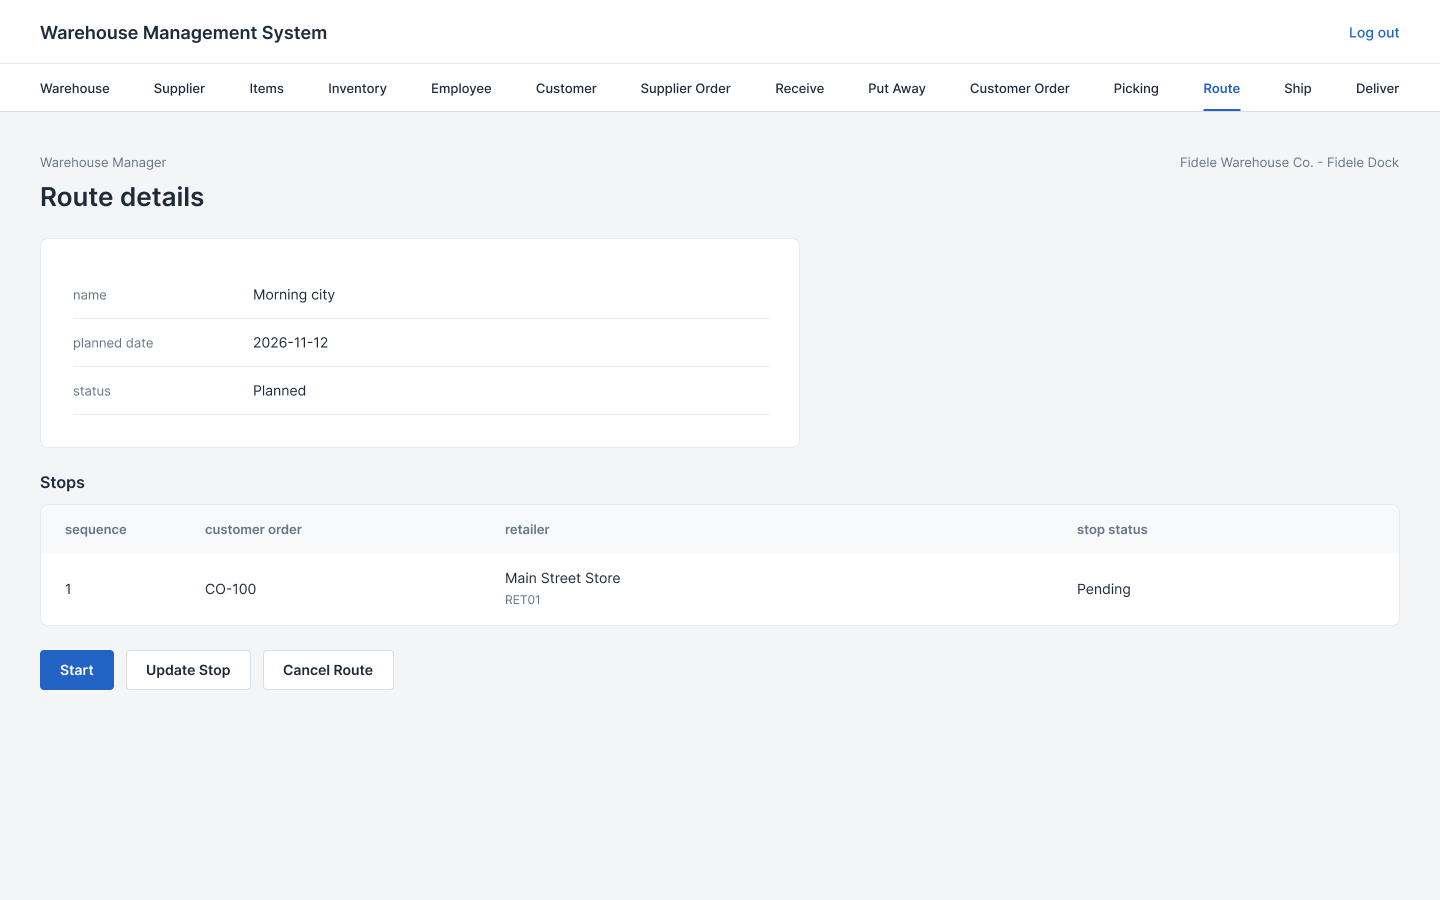 Warehouse Management System
Log out
Warehouse Supplier Items Inventory Employee Customer Supplier Order Receive Put Away Customer Order Picking Route Ship Deliver
Warehouse Manager
Fidele Warehouse Co. - Fidele Dock
Route details
name Morning city
planned date 2026-11-12
status Planned
Stops
sequence customer order retailer stop status
1 CO-100 Main Street Store Pending
RET01
Start Update Stop Cancel Route